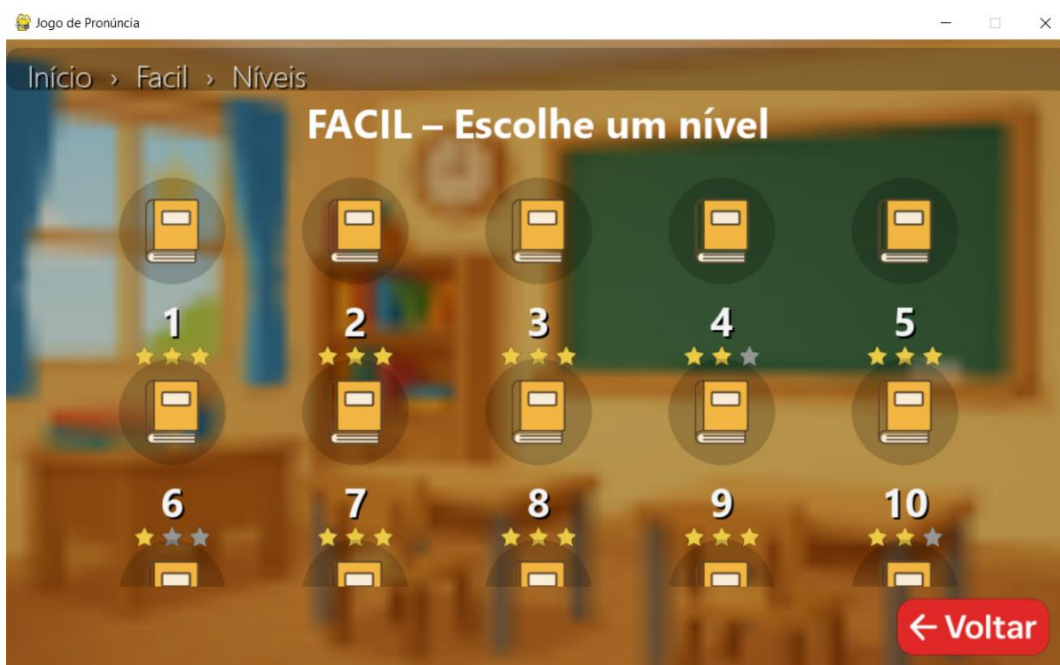 Jogo de Pronúncia
Início › Facil › Níveis
FACIL – Escolhe um nível
1 2 3 4 5
6 7 8 9 10
← Voltar